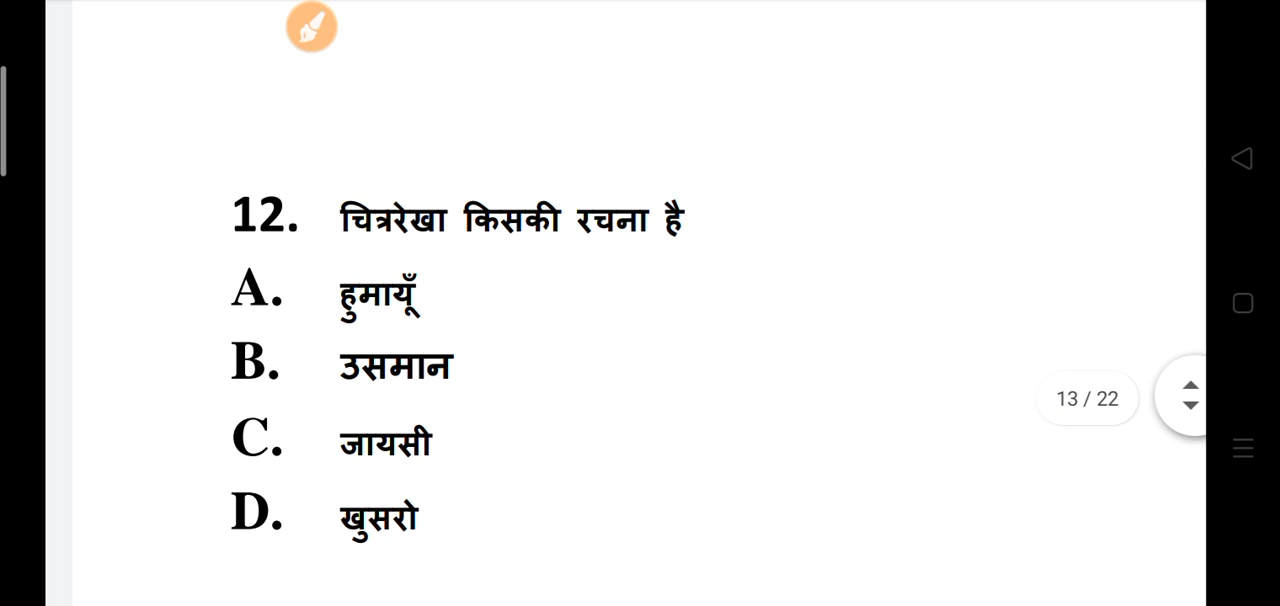 12. चित्ररेखा किसकी रचना है
A. हुमायूँ
B. उसमान
13 / 22
C. जायसी
D. खुसरो